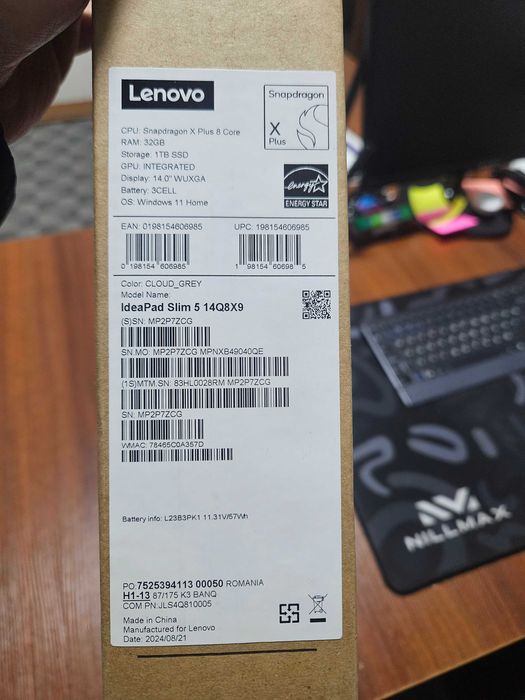 Lenovo
Snapdragon
X
Plus
CPU: Snapdragon X Plus 8 Core
RAM: 32GB
Storage: 1TB SSD
GPU: INTEGRATED
Display: 14.0" WUXGA
Battery: 3CELL
OS: Windows 11 Home
energy
ENERGY STAR
EAN: 0198154606985
UPC: 198154606985
0 198154 606985
1 98154 60698 5
Color: CLOUD_GREY
Model Name:
IdeaPad Slim 5 14Q8X9
(S)SN: MP2P7ZCG
SN.MO: MP2P7ZCG MPNXB49040QE
(1S)MTM.SN: 83HL0028RM MP2P7ZCG
SN: MP2P7ZCG
WMAC: 78465C0A357D
Battery info: L23B3PK1 11.31V/57Wh
PO:7525394113 00050 ROMANIA
H1-13 87/175 K3 BANQ
COM PN:JLS4Q810005
Made in China
Manufactured for Lenovo
Date: 2024/08/21
NILLMAX